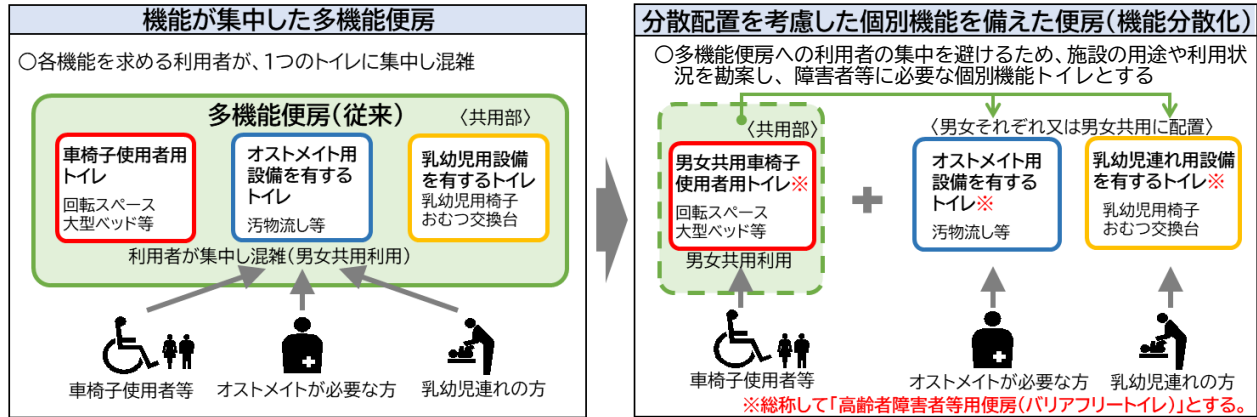 機能が集中した多機能便房
○各機能を求める利用者が、1つのトイレに集中し混雑
多機能便房(従来)
〈共用部〉
車椅子使用者用
トイレ
回転スペース
大型ベッド等
オストメイト用
設備を有する
トイレ
汚物流し等
乳幼児用設備
を有するトイレ
乳幼児用椅子
おむつ交換台
利用者が集中し混雑(男女共用利用)
車椅子使用者等
オストメイトが必要な方
乳幼児連れの方
分散配置を考慮した個別機能を備えた便房(機能分散化)
○多機能便房への利用者の集中を避けるため、施設の用途や利用状
況を勘案し、障害者等に必要な個別機能トイレとする
〈共用部〉
〈男女それぞれ又は男女共用に配置〉
男女共用車椅子
使用者用トイレ※
回転スペース
大型ベッド等
男女共用利用
オストメイト用
設備を有する
トイレ※
汚物流し等
乳幼児連れ用設備
を有するトイレ※
乳幼児用椅子
おむつ交換台
車椅子使用者等
オストメイトが必要な方
乳幼児連れの方
※総称して「高齢者障害者等用便房(バリアフリートイレ)」とする。